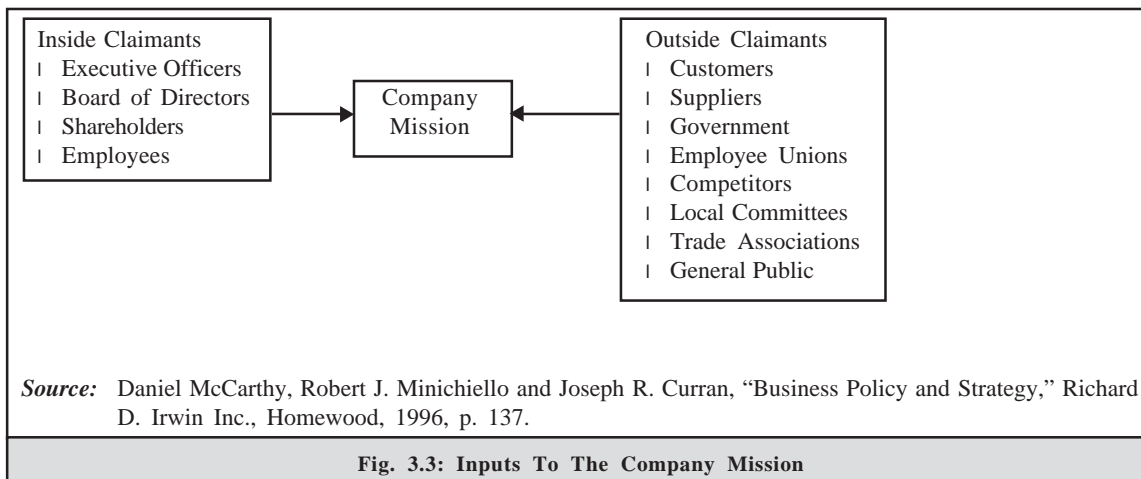 Inside Claimants
l Executive Officers
l Board of Directors
l Shareholders
l Employees
Company
Mission
Outside Claimants
l Customers
l Suppliers
l Government
l Employee Unions
l Competitors
l Local Committees
l Trade Associations
l General Public
Source: Daniel McCarthy, Robert J. Minichiello and Joseph R. Curran, “Business Policy and Strategy,” Richard
D. Irwin Inc., Homewood, 1996, p. 137.
Fig. 3.3: Inputs To The Company Mission